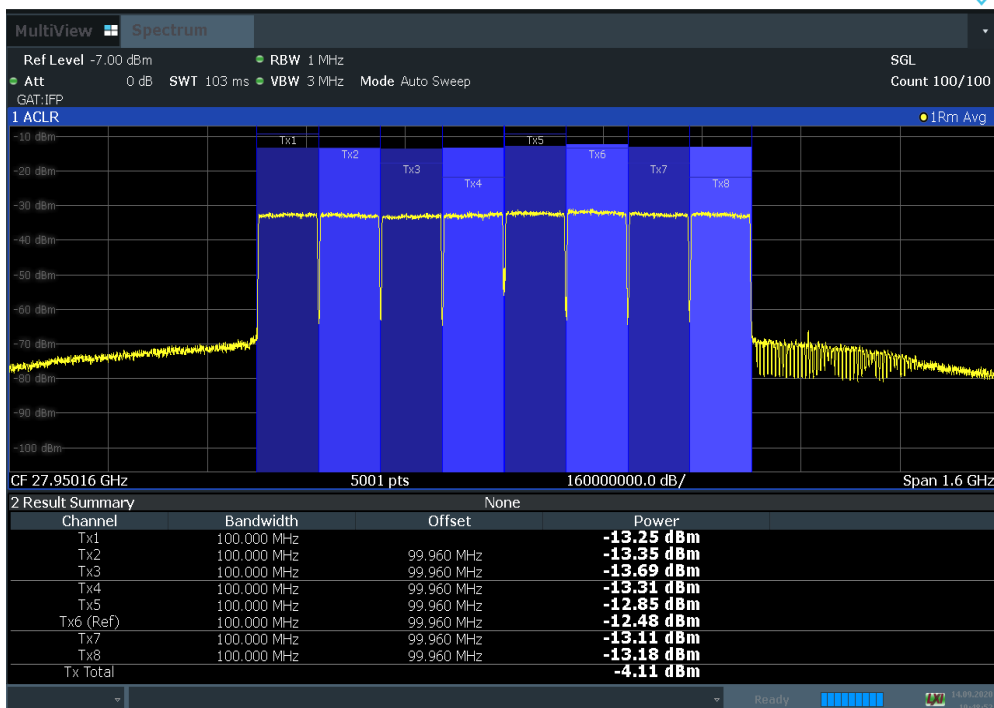 MultiView Spectrum
Ref Level -7.00 dBm RBW 1 MHz SGL
Att 0 dB SWT 103 ms VBW 3 MHz Mode Auto Sweep Count 100/100
GAT:IFP
1 ACLR 1Rm Avg
-10 dBm
Tx1 Tx5
Tx2 Tx6
-20 dBm Tx3 Tx7
Tx4 Tx8
-30 dBm
-40 dBm
-50 dBm
-60 dBm
-70 dBm
-80 dBm
-90 dBm
-100 dBm
CF 27.95016 GHz 5001 pts 160000000.0 dB/ Span 1.6 GHz
2 Result Summary None
Channel Bandwidth Offset Power
Tx1 100.000 MHz -13.25 dBm
Tx2 100.000 MHz 99.960 MHz -13.35 dBm
Tx3 100.000 MHz 99.960 MHz -13.69 dBm
Tx4 100.000 MHz 99.960 MHz -13.31 dBm
Tx5 100.000 MHz 99.960 MHz -12.85 dBm
Tx6 (Ref) 100.000 MHz 99.960 MHz -12.48 dBm
Tx7 100.000 MHz 99.960 MHz -13.11 dBm
Tx8 100.000 MHz 99.960 MHz -13.18 dBm
Tx Total -4.11 dBm
Ready LXI 14.09.2020